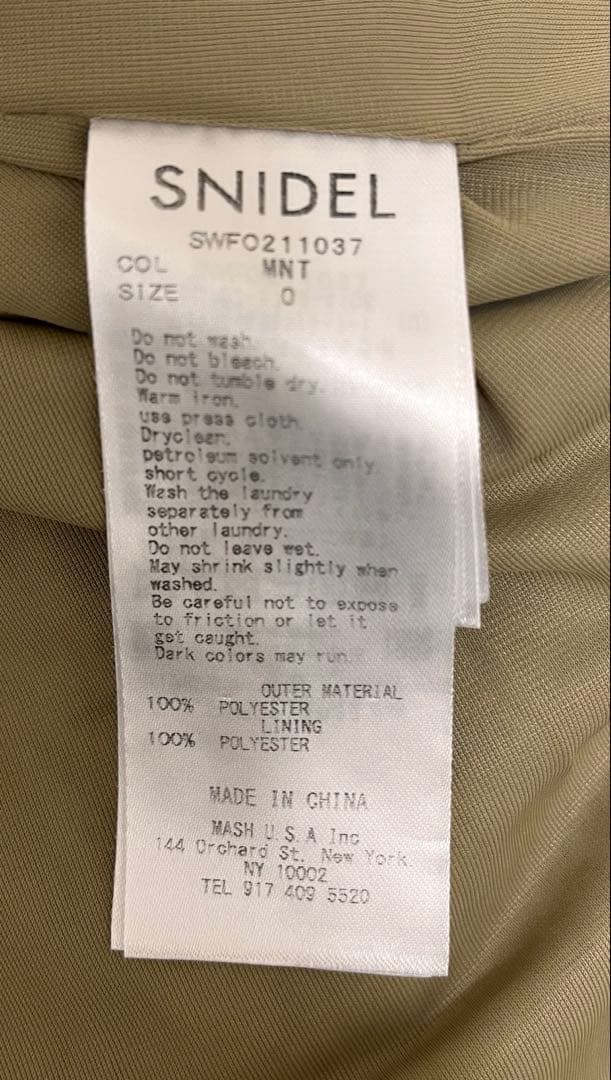 SNIDEL
SWFO211037
COL MNT
SIZE 0
Do not wash.
Do not bleach.
Do not tumble dry.
Warm iron.
use press cloth.
Dryclean.
petroleum solvent only
short cycle.
Wash the laundry
separately from
other laundry.
Do not leave wet.
May shrink slightly when
washed.
Be careful not to expose
to friction or let it
get caught.
Dark colors may run.
OUTER MATERIAL
100% POLYESTER
LINING
100% POLYESTER
MADE IN CHINA
MASH U.S.A Inc
144 Orchard St. New York
NY 10002
TEL 917 409 5520